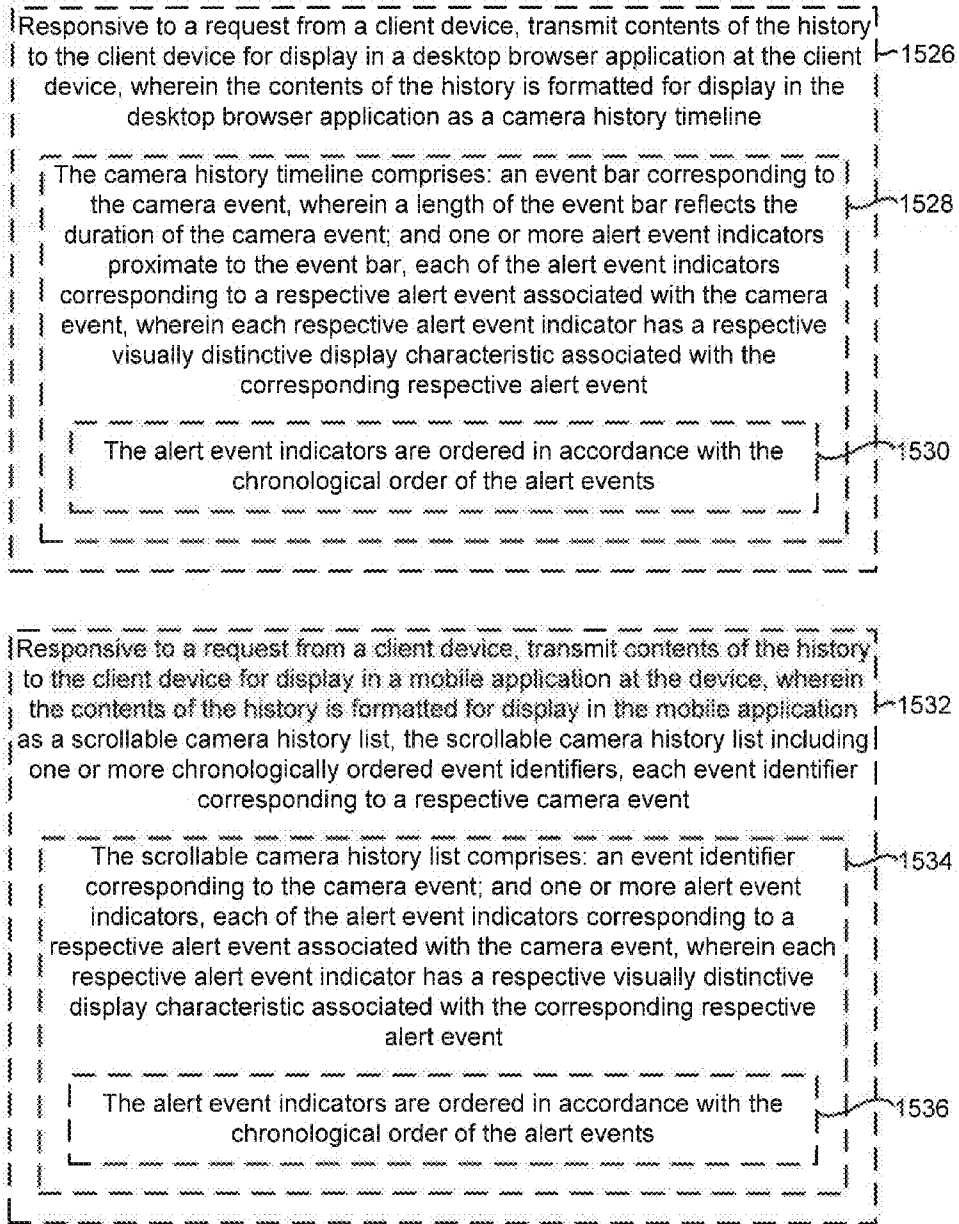 Responsive to a request from a client device, transmit contents of the history
to the client device for display in a desktop browser application at the client
device, wherein the contents of the history is formatted for display in the
desktop browser application as a camera history timeline
1526
The camera history timeline comprises: an event bar corresponding to
the camera event, wherein a length of the event bar reflects the
duration of the camera event; and one or more alert event indicators
proximate to the event bar, each of the alert event indicators
corresponding to a respective alert event associated with the camera
event, wherein each respective alert event indicator has a respective
visually distinctive display characteristic associated with the
corresponding respective alert event
1528
The alert event indicators are ordered in accordance with the
chronological order of the alert events
1530
Responsive to a request from a client device, transmit contents of the history
to the client device for display in a mobile application at the device, wherein
the contents of the history is formatted for display in the mobile application
as a scrollable camera history list, the scrollable camera history list including
one or more chronologically ordered event identifiers, each event identifier
corresponding to a respective camera event
1532
The scrollable camera history list comprises: an event identifier
corresponding to the camera event; and one or more alert event
indicators, each of the alert event indicators corresponding to a
respective alert event associated with the camera event, wherein each
respective alert event indicator has a respective visually distinctive
display characteristic associated with the corresponding respective
alert event
1534
The alert event indicators are ordered in accordance with the
chronological order of the alert events
1536